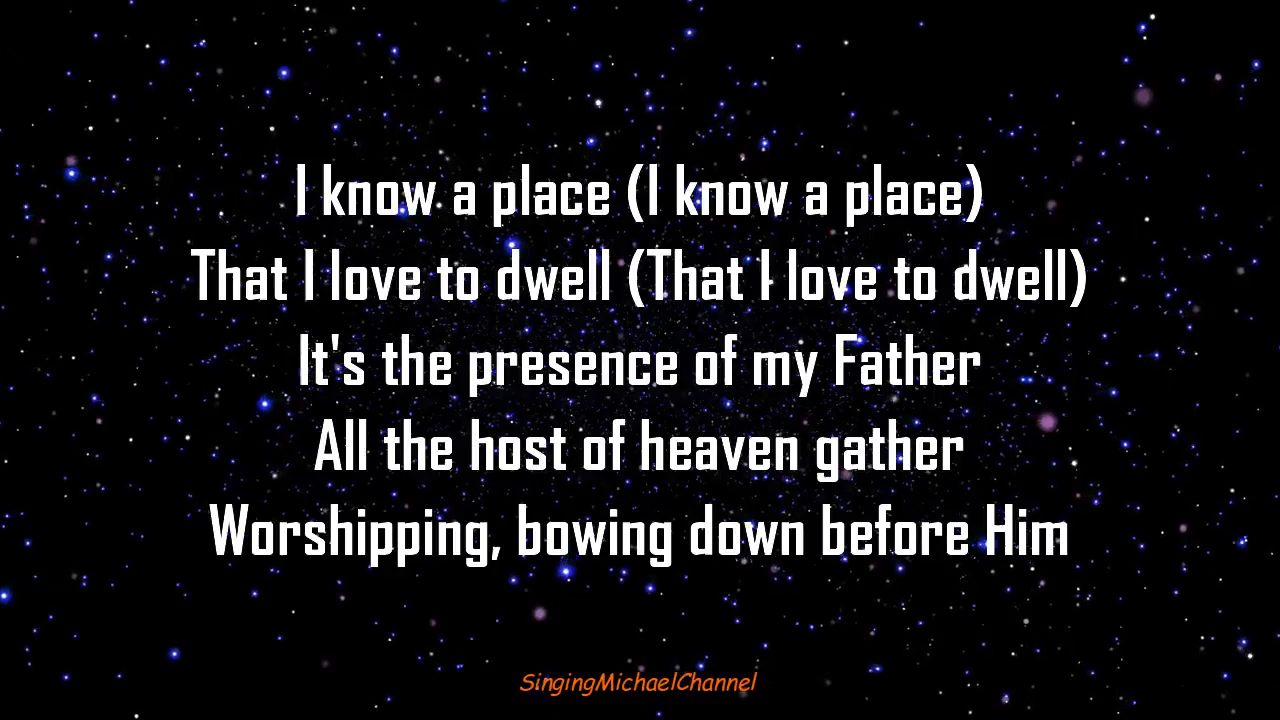 I know a place (I know a place)
That I love to dwell (That I love to dwell)
It's the presence of my Father
All the host of heaven gather
Worshipping, bowing down before Him
SingingMichaelChannel